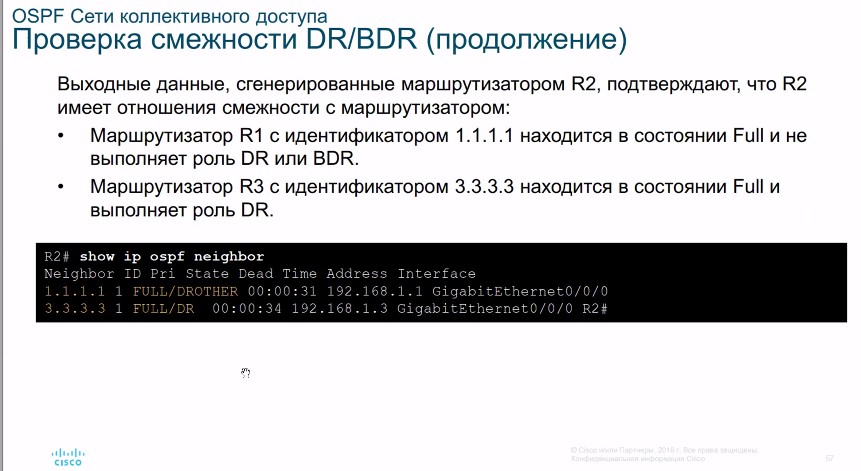 OSPF Сети коллективного доступа
Проверка смежности DR/BDR (продолжение)
Выходные данные, сгенерированные маршрутизатором R2, подтверждают, что R2
имеет отношения смежности с маршрутизатором:
• Маршрутизатор R1 с идентификатором 1.1.1.1 находится в состоянии Full и не
выполняет роль DR или BDR.
• Маршрутизатор R3 с идентификатором 3.3.3.3 находится в состоянии Full и
выполняет роль DR.
R2# show ip ospf neighbor
Neighbor ID Pri State Dead Time Address Interface
1.1.1.1 1 FULL/DROTHER 00:00:31 192.168.1.1 GigabitEthernet0/0/0
3.3.3.3 1 FULL/DR 00:00:34 192.168.1.3 GigabitEthernet0/0/0 R2#
CISCO
© Cisco и/или Партнеры, 2016 г. Все права защищены.
Конфиденциальная информация Cisco
57